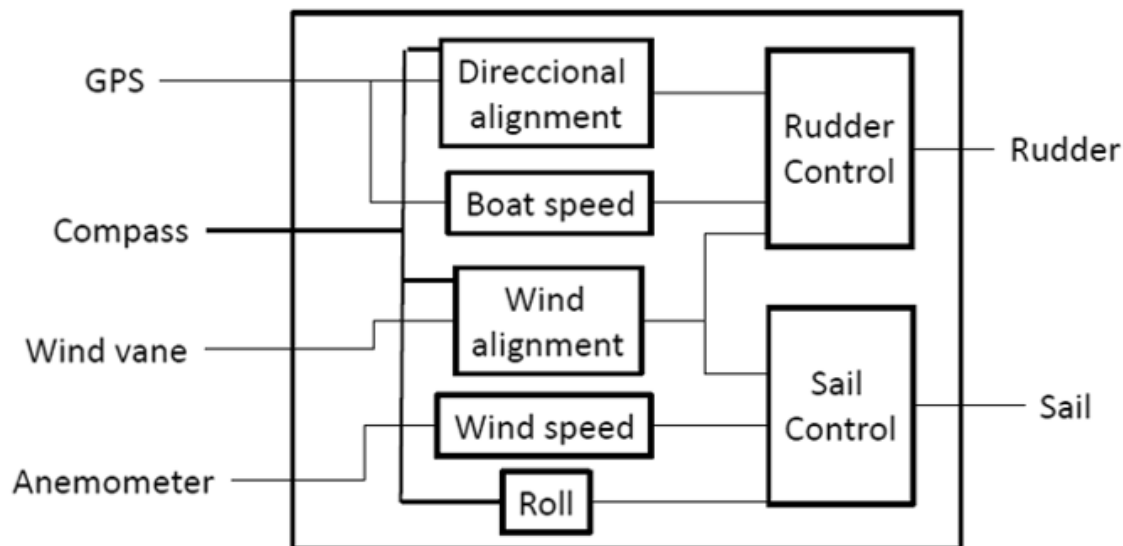 GPS
Compass
Wind vane
Anemometer
Direccional
alignment
Boat speed
Wind
alignment
Wind speed
Roll
Rudder
Control
Sail
Control
Rudder
Sail